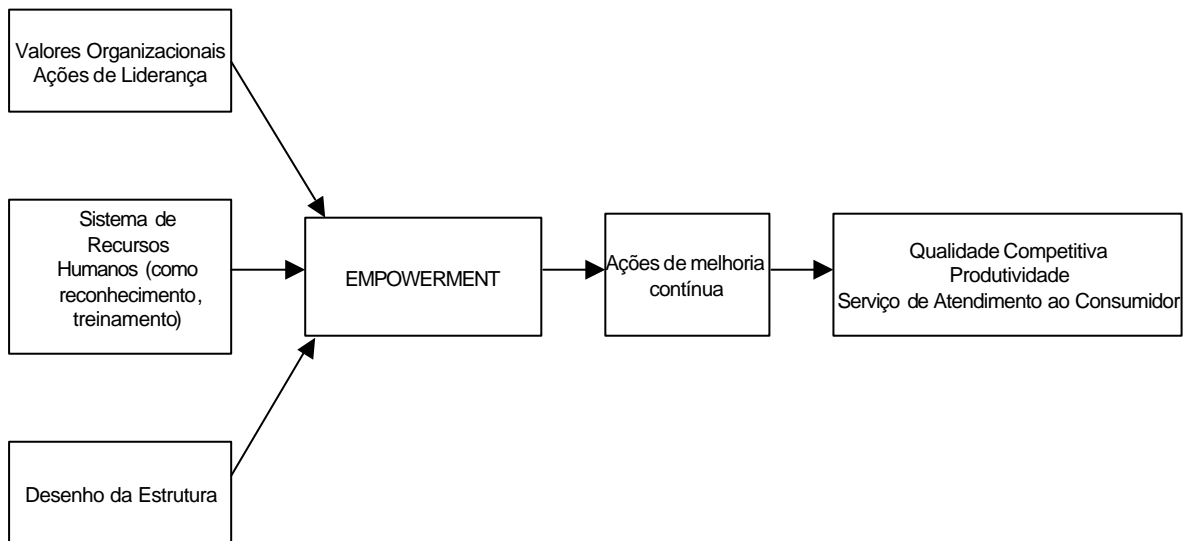 Valores Organizacionais
Ações de Liderança
Sistema de
Recursos
Humanos (como
reconhecimento,
treinamento)
Desenho da Estrutura
EMPOWERMENT
Ações de melhoria
contínua
Qualidade Competitiva
Produtividade
Serviço de Atendimento ao Consumidor